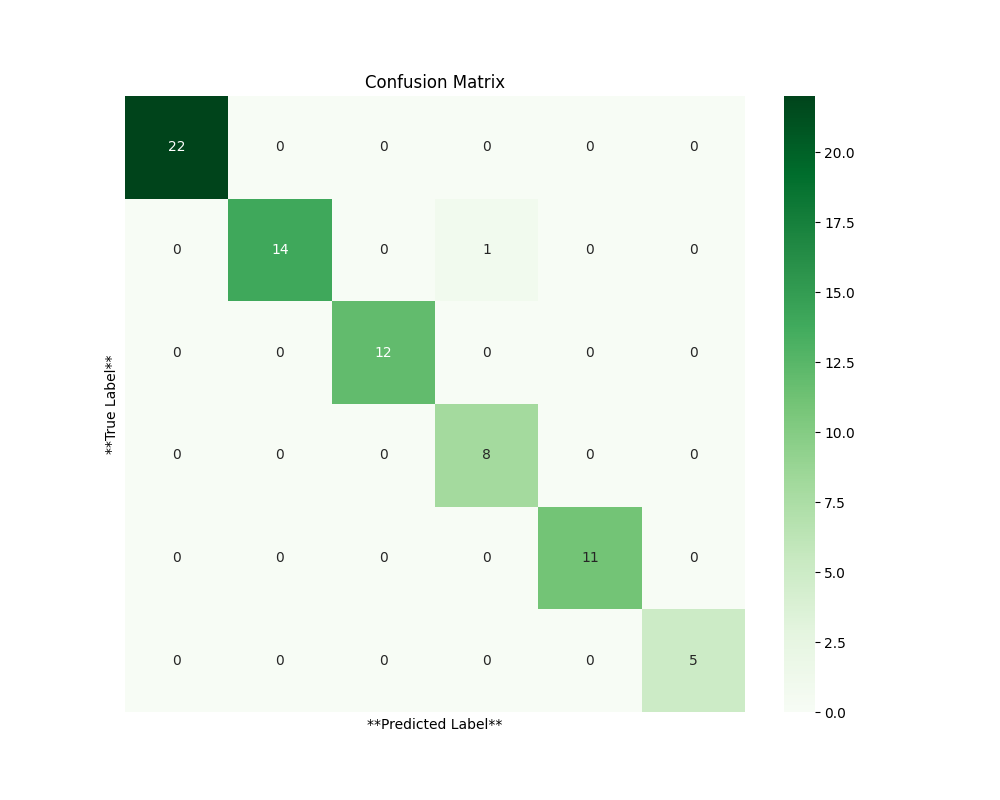 Confusion Matrix
22 0 0 0 0 0
0 14 0 1 0 0
0 0 12 0 0 0
0 0 0 8 0 0
0 0 0 0 11 0
0 0 0 0 0 5
**True Label**
**Predicted Label**
20.0
17.5
15.0
12.5
10.0
7.5
5.0
2.5
0.0